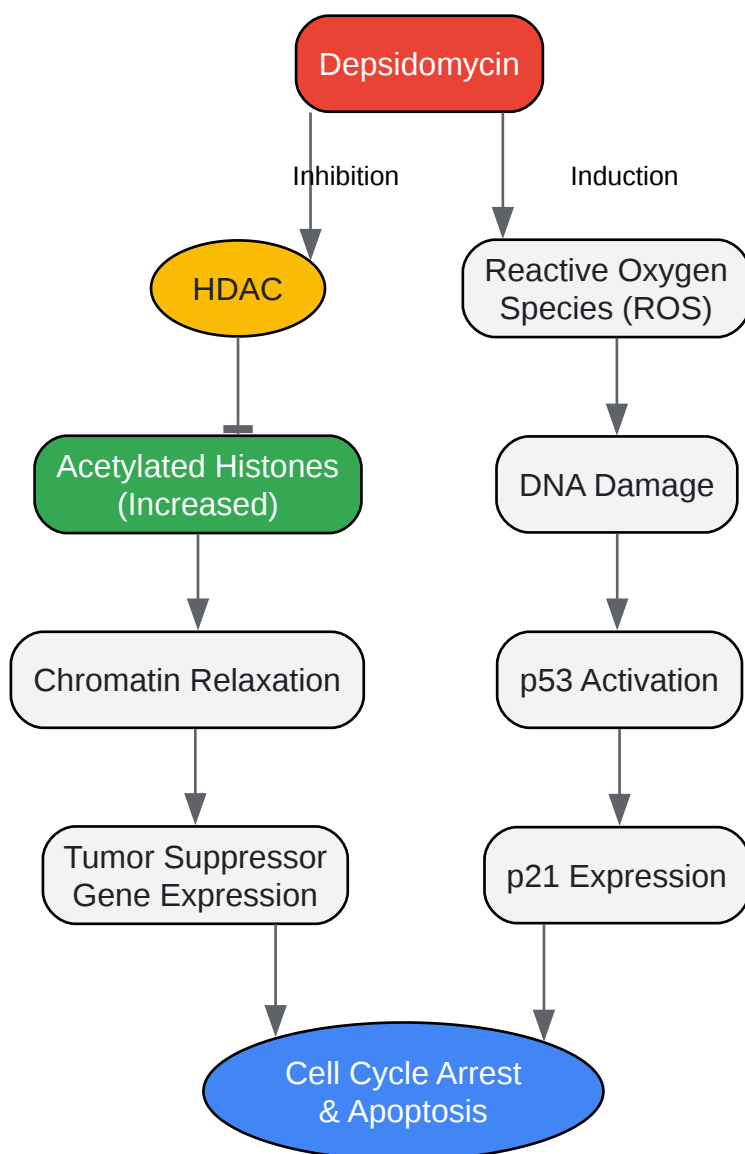 Depsidomycin
Inhibition
Induction
HDAC
Reactive Oxygen
Species (ROS)
Acetylated Histones
(Increased)
DNA Damage
Chromatin Relaxation
p53 Activation
Tumor Suppressor
Gene Expression
p21 Expression
Cell Cycle Arrest
& Apoptosis